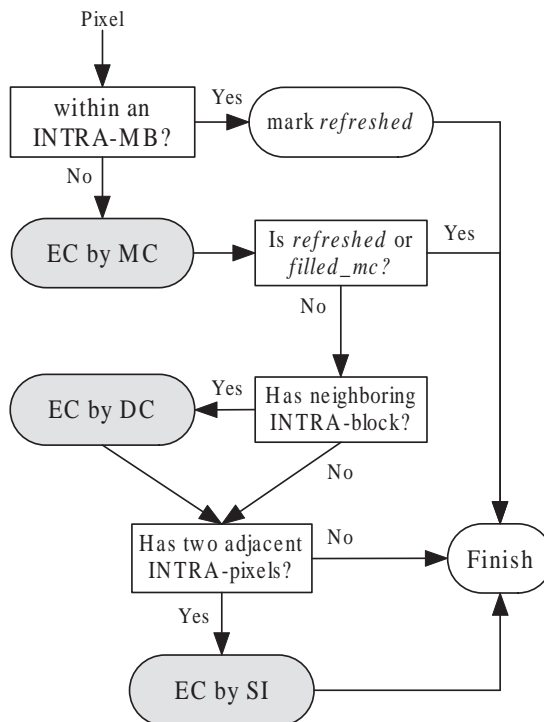 Pixel
within an
INTRA-MB?
Yes
mark refreshed
No
EC by MC
Is refreshed or
filled_mc?
Yes
No
EC by DC
Yes
Has neighboring
INTRA-block?
No
Has two adjacent
INTRA-pixels?
No
Finish
Yes
EC by SI